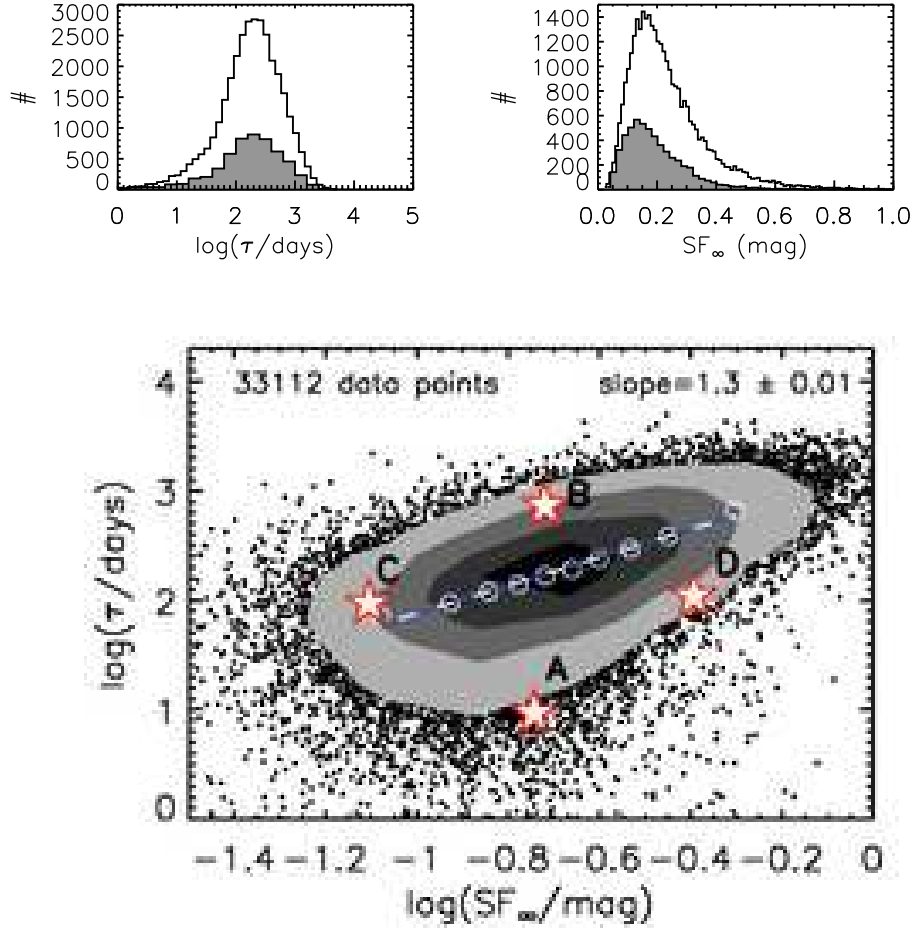 3000
2500
2000
1500
1000
500
0
#
0 1 2 3 4 5
log(τ/days)
1400
1200
1000
800
600
400
200
0
#
0.0 0.2 0.4 0.6 0.8 1.0
SF∞ (mag)
33112 data points slope=1.3 ± 0.01
4
3
2
1
0
log(τ/days)
B
C
D
A
−1.4 −1.2 −1 −0.8 −0.6 −0.4 −0.2 0
log(SF∞/mag)